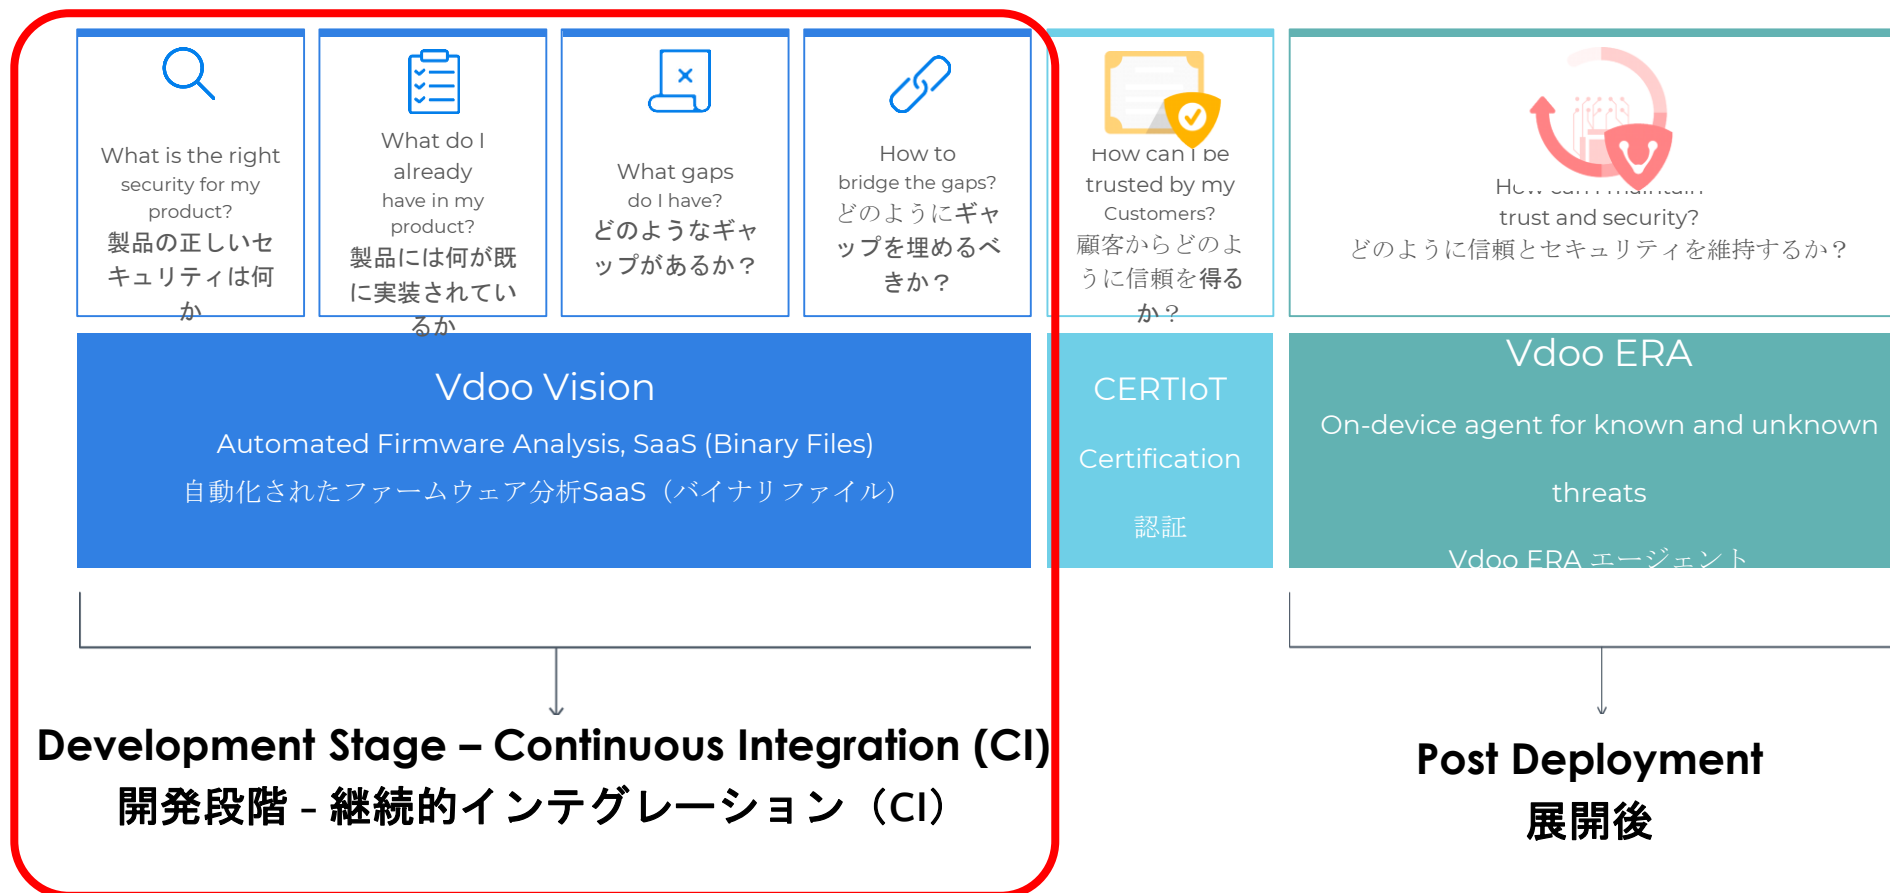 What is the right
security for my
product?
製品の正しいセ
キュリティは何
か
What do I
already
have in my
product?
製品には何が既
に実装されてい
るか
What gaps
do I have?
どのようなギャ
ップがあるか？
How to
bridge the gaps?
どのようにギャ
ップを埋めるべ
きか？
How can I be
trusted by my
Customers?
顧客からどのよ
うに信頼を得る
か？
How can I maintain
trust and security?
どのように信頼とセキュリティを維持するか？
Vdoo Vision
Automated Firmware Analysis, SaaS (Binary Files)
自動化されたファームウェア分析SaaS（バイナリファイル）
CERTIoT
Certification
認証
Vdoo ERA
On-device agent for known and unknown
threats
Vdoo ERA エージェント
Development Stage – Continuous Integration (CI)
開発段階 - 継続的インテグレーション（CI）
Post Deployment
展開後